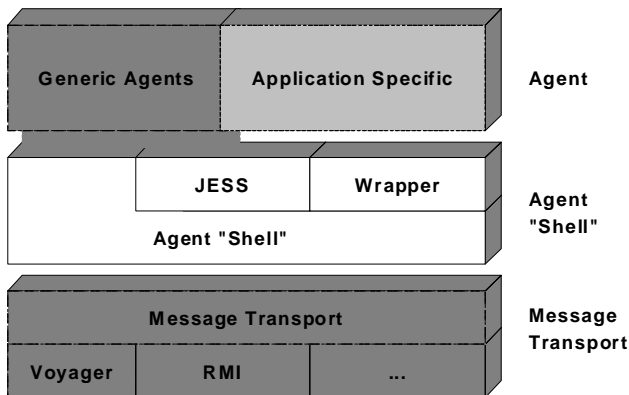 Generic Agents
Application Specific
Agent
JESS
Wrapper
Agent "Shell"
Agent
"Shell"
Message Transport
Message
Transport
Voyager
RMI
...